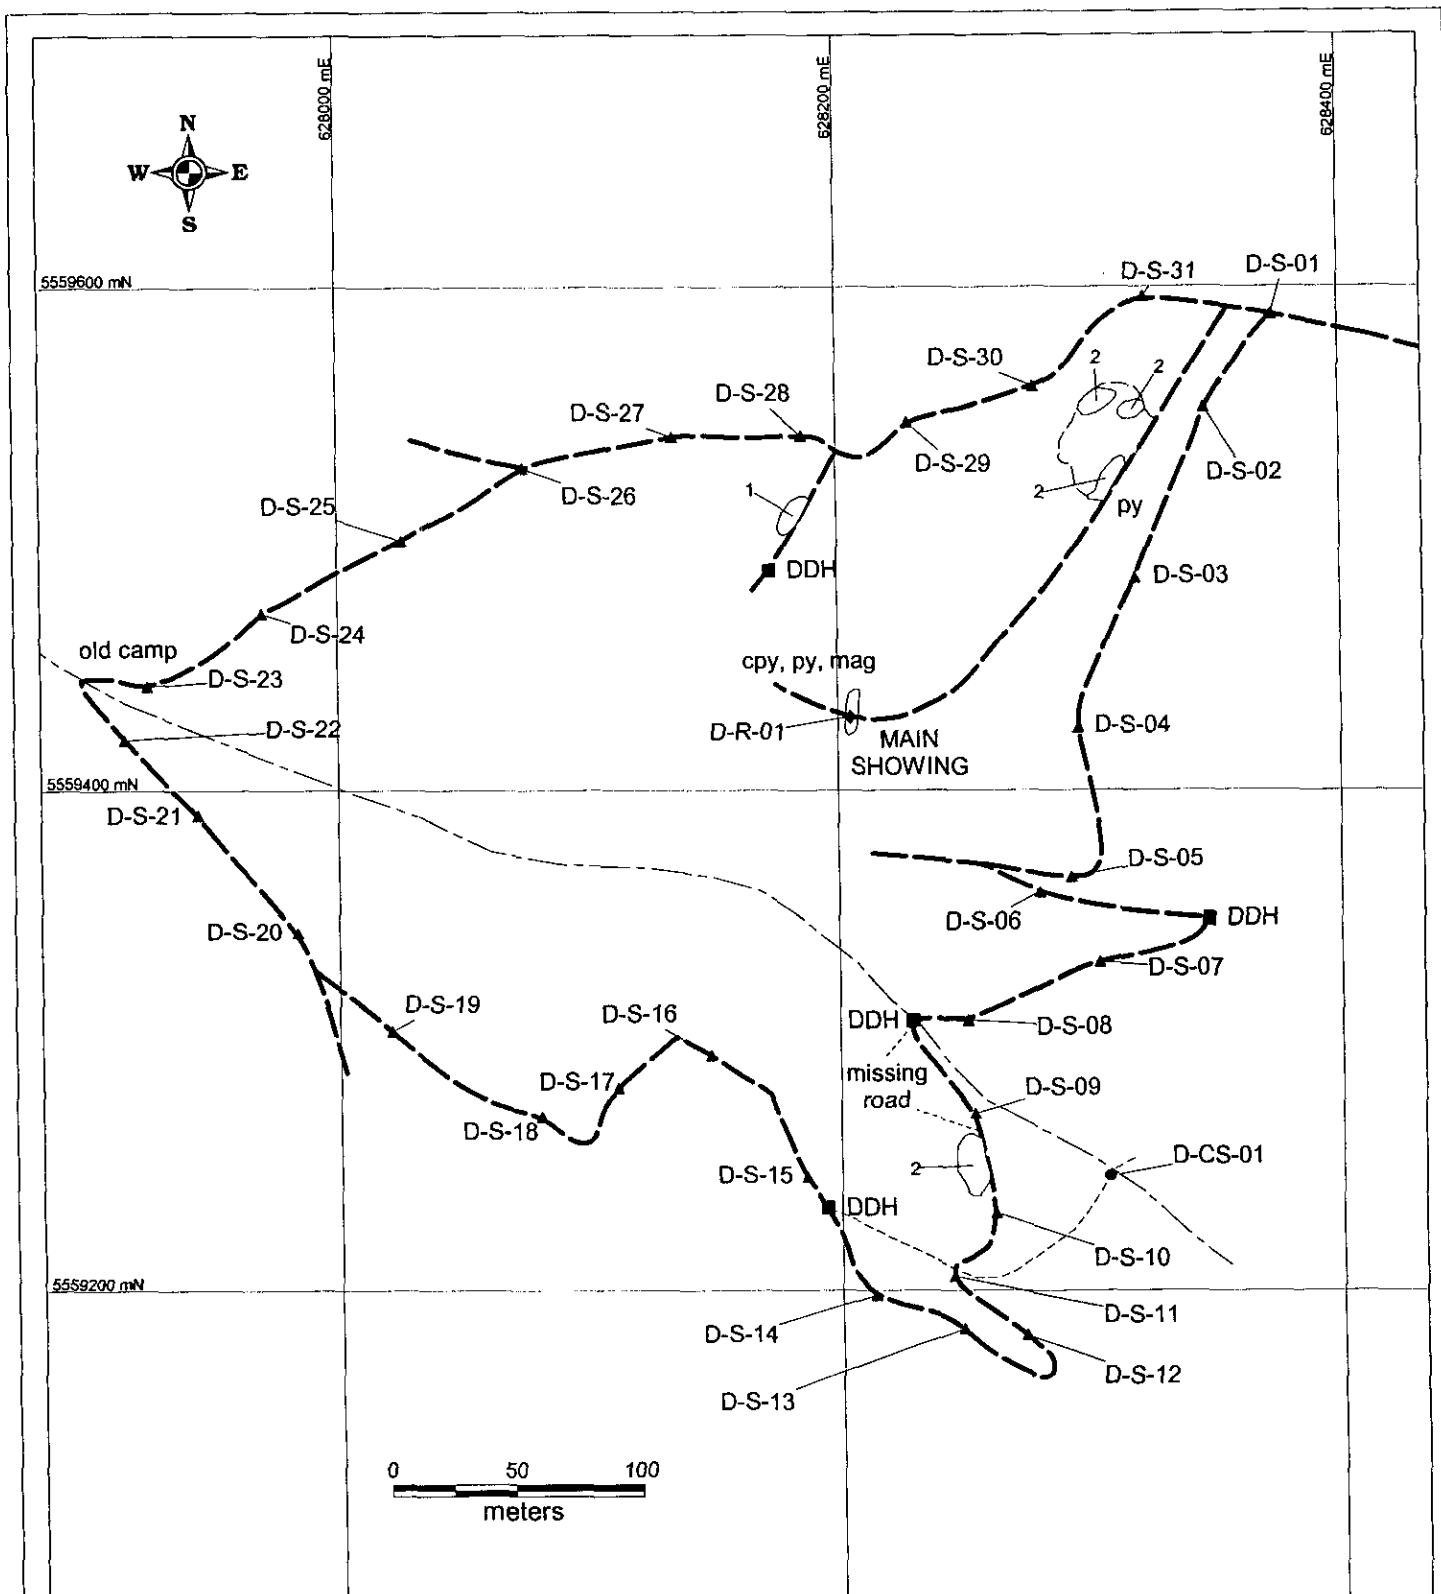 628000 mE
628200 mE
628400 mE
N
W E
S
5559600 mN
D-S-31
D-S-01
D-S-30
2
2
D-S-28
D-S-27
D-S-29
D-S-02
D-S-26
D-S-25
1
2
py
DDH
D-S-03
D-S-24
old camp
cpy, py, mag
D-S-23
D-S-22
D-R-01
MAIN
SHOWING
D-S-04
5559400 mN
D-S-21
D-S-05
D-S-06
DDH
D-S-20
D-S-07
D-S-19
D-S-16
DDH
D-S-08
missing
road
D-S-17
D-S-09
D-S-18
D-S-15
2
D-CS-01
DDH
D-S-10
5559200 mN
D-S-11
D-S-14
D-S-12
D-S-13
0 50 100
meters